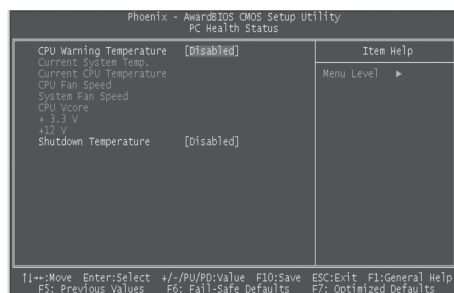 Phoenix - AwardBIOS CMOS Setup Utility
PC Health Status
CPU Warning Temperature [Disabled]
Current System Temp.
Current CPU Temperature
CPU Fan Speed
System Fan Speed
CPU Vcore
+ 3.3 V
+12 V
Shutdown Temperature [Disabled]
Item Help
Menu Level ►
↑↓→←:Move Enter:Select +/-/PU/PD:Value F10:Save ESC:Exit F1:General Help
F5: Previous Values F6: Fail-Safe Defaults F7: Optimized Defaults